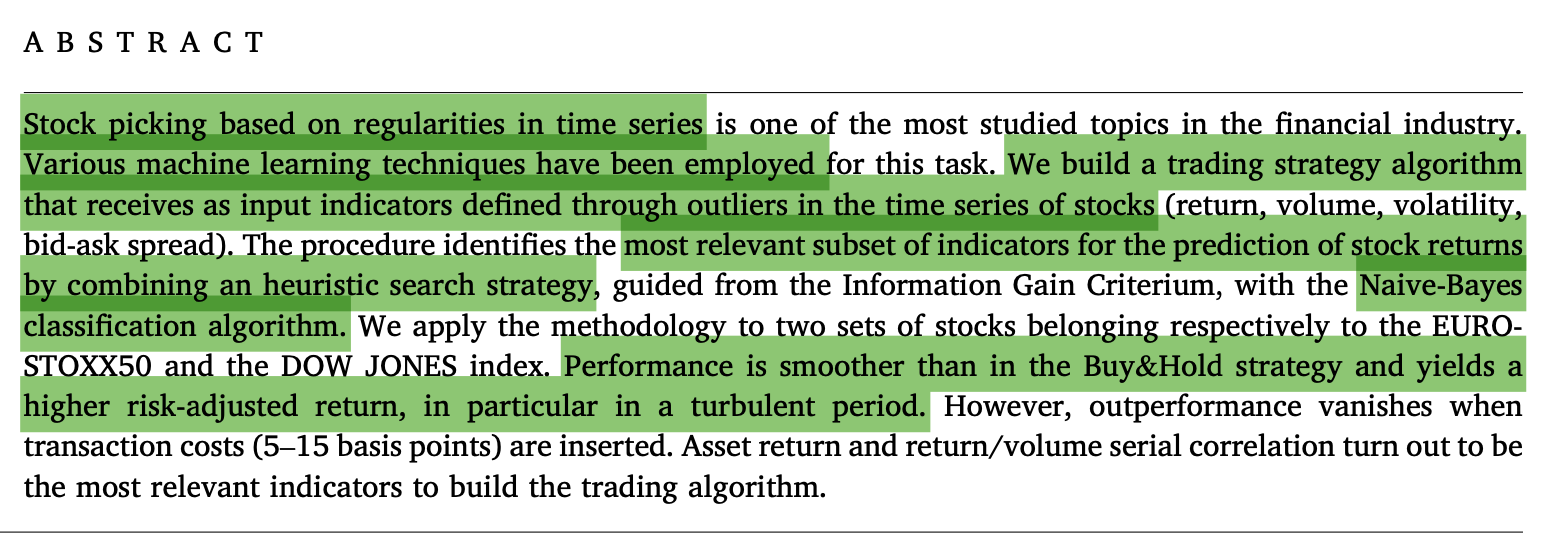 A B S T R A C T
Stock picking based on regularities in time series is one of the most studied topics in the financial industry.
Various machine learning techniques have been employed for this task. We build a trading strategy algorithm
that receives as input indicators defined through outliers in the time series of stocks (return, volume, volatility,
bid-ask spread). The procedure identifies the most relevant subset of indicators for the prediction of stock returns
by combining an heuristic search strategy, guided from the Information Gain Criterium, with the Naive-Bayes
classification algorithm. We apply the methodology to two sets of stocks belonging respectively to the EURO-
STOXX50 and the DOW JONES index. Performance is smoother than in the Buy&Hold strategy and yields a
higher risk-adjusted return, in particular in a turbulent period. However, outperformance vanishes when
transaction costs (5–15 basis points) are inserted. Asset return and return/volume serial correlation turn out to be
the most relevant indicators to build the trading algorithm.